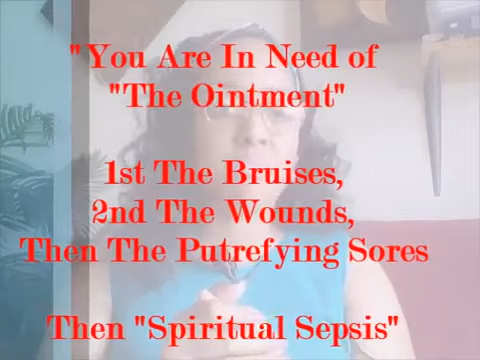 "You Are In Need of
"The Ointment"
1st The Bruises,
2nd The Wounds,
Then The Putrefying Sores
Then "Spiritual Sepsis"